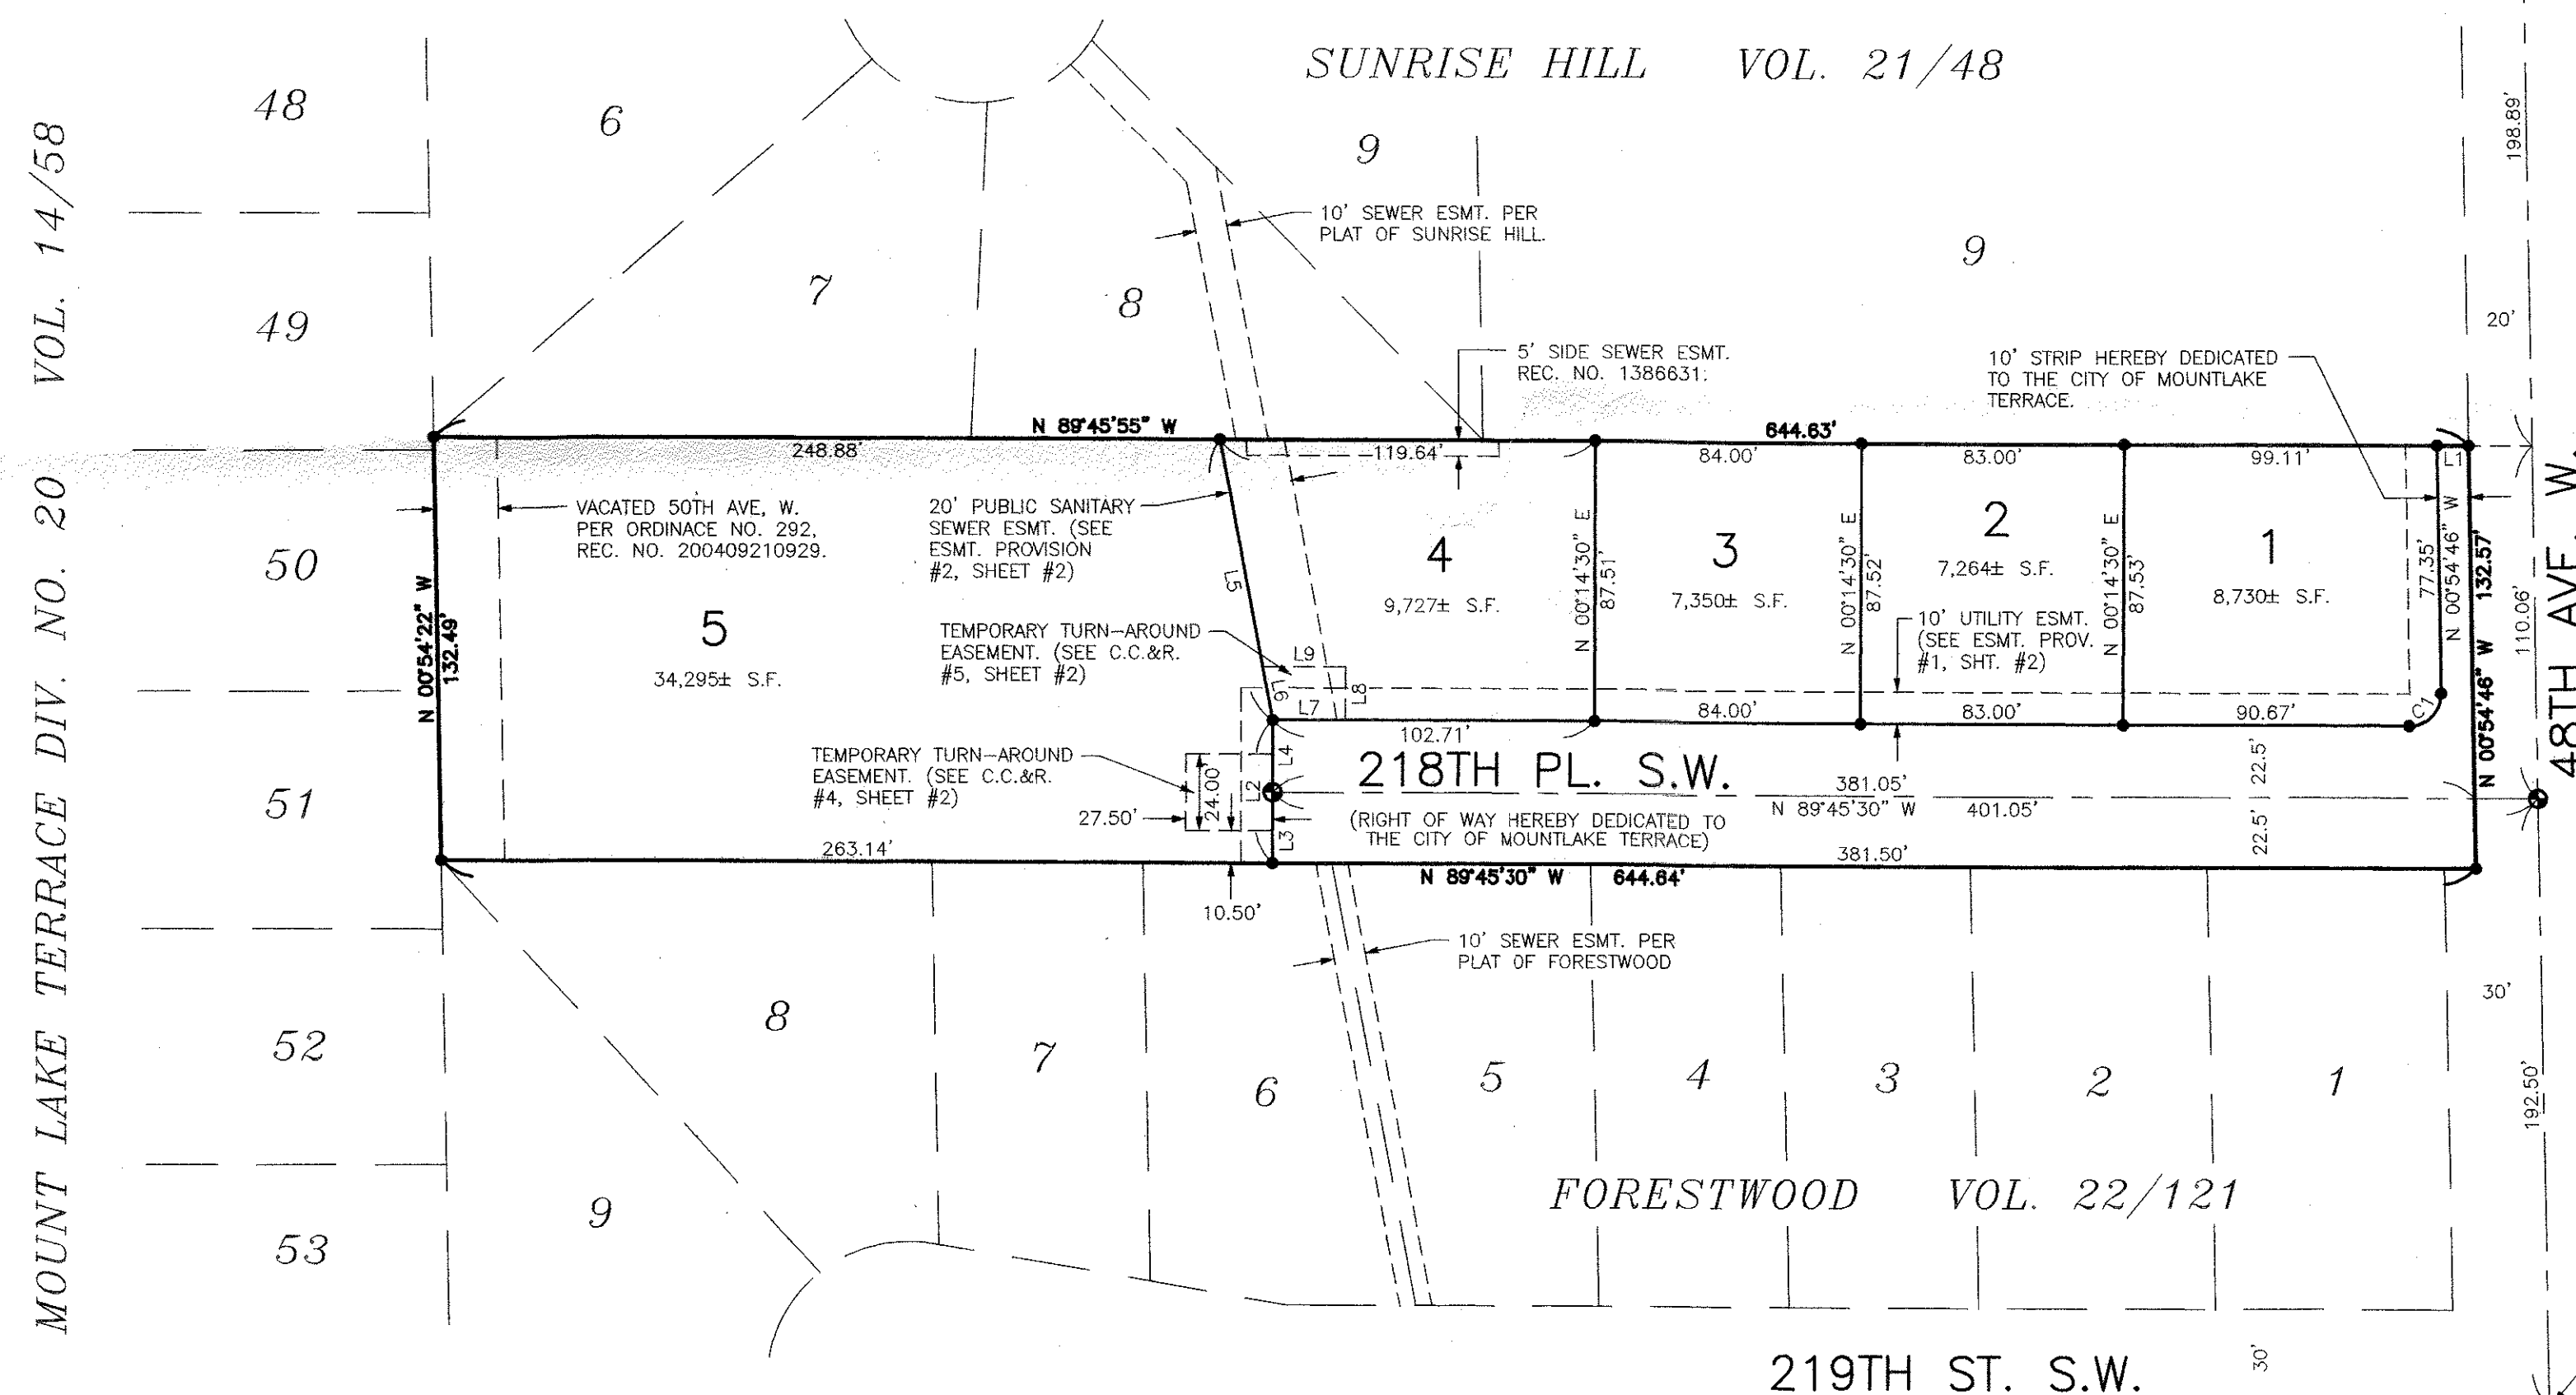 SUNRISE HILL VOL. 21/48
MOUNT LAKE TERRACE DIV. NO. 20 VOL. 14/58
48
49
50
51
52
53
6
7
8
9
9
198.89'
20'
10' SEWER ESMT. PER
PLAT OF SUNRISE HILL.
5' SIDE SEWER ESMT.
REC. NO. 1386631.
10' STRIP HEREBY DEDICATED
TO THE CITY OF MOUNTLAKE
TERRACE.
N 89°45'55" W
644.63'
248.88'
119.64'
84.00'
83.00'
99.11'
L1
VACATED 50TH AVE, W.
PER ORDINACE NO. 292,
REC. NO. 200409210929.
20' PUBLIC SANITARY
SEWER ESMT. (SEE
ESMT. PROVISION
#2, SHEET #2)
N 00°54'22" W
132.49'
5
34,295± S.F.
L5
4
9,727± S.F.
N 00°14'30" E
87.51'
3
7,350± S.F.
N 00°14'30" E
87.52'
2
7,264± S.F.
N 00°14'30" E
87.53'
1
8,730± S.F.
77.35'
N 00°54'46" W
132.57'
N 00°54'46" W
110.06'
48TH AVE. W.
TEMPORARY TURN-AROUND
EASEMENT. (SEE C.C.&R.
#5, SHEET #2)
10' UTILITY ESMT.
(SEE ESMT. PROV.
#1, SHT. #2)
L9
L6
L8
L7
102.71'
84.00'
83.00'
90.67'
C1
TEMPORARY TURN-AROUND
EASEMENT. (SEE C.C.&R.
#4, SHEET #2)
L4
L2
L3
24.00'
27.50'
218TH PL. S.W.
(RIGHT OF WAY HEREBY DEDICATED TO
THE CITY OF MOUNTLAKE TERRACE)
381.05'
N 89°45'30" W 401.05'
22.5'
22.5'
263.14'
381.50'
N 89°45'30" W 644.64'
10.50'
10' SEWER ESMT. PER
PLAT OF FORESTWOOD
30'
9
8
7
6
5
4
3
2
1
192.50'
FORESTWOOD VOL. 22/121
219TH ST. S.W.
30'